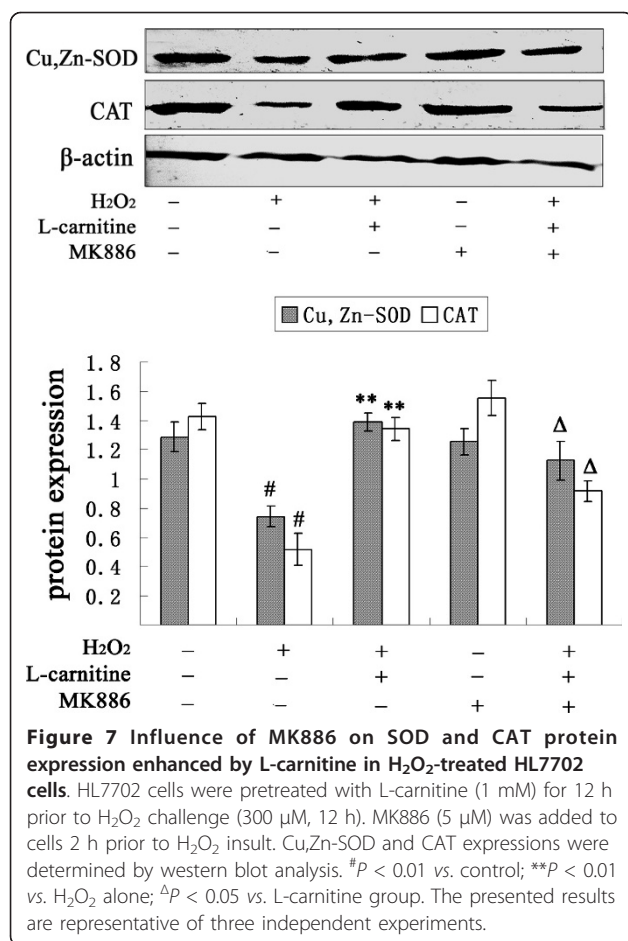 Cu,Zn-SOD
CAT
β-actin
H₂O₂ – + + – +
L-carnitine – – + – +
MK886 – – – + +
Cu, Zn-SOD CAT
protein expression
1.8
1.6
1.4
1.2
1
0.8
0.6
0.4
0.2
# # ** ** Δ Δ
H₂O₂ – + + – +
L-carnitine – – + – +
MK886 – – – + +
Figure 7 Influence of MK886 on SOD and CAT protein
expression enhanced by L-carnitine in H₂O₂-treated HL7702
cells. HL7702 cells were pretreated with L-carnitine (1 mM) for 12 h
prior to H₂O₂ challenge (300 μM, 12 h). MK886 (5 μM) was added to
cells 2 h prior to H₂O₂ insult. Cu,Zn-SOD and CAT expressions were
determined by western blot analysis. #P < 0.01 vs. control; **P < 0.01
vs. H₂O₂ alone; ΔP < 0.05 vs. L-carnitine group. The presented results
are representative of three independent experiments.